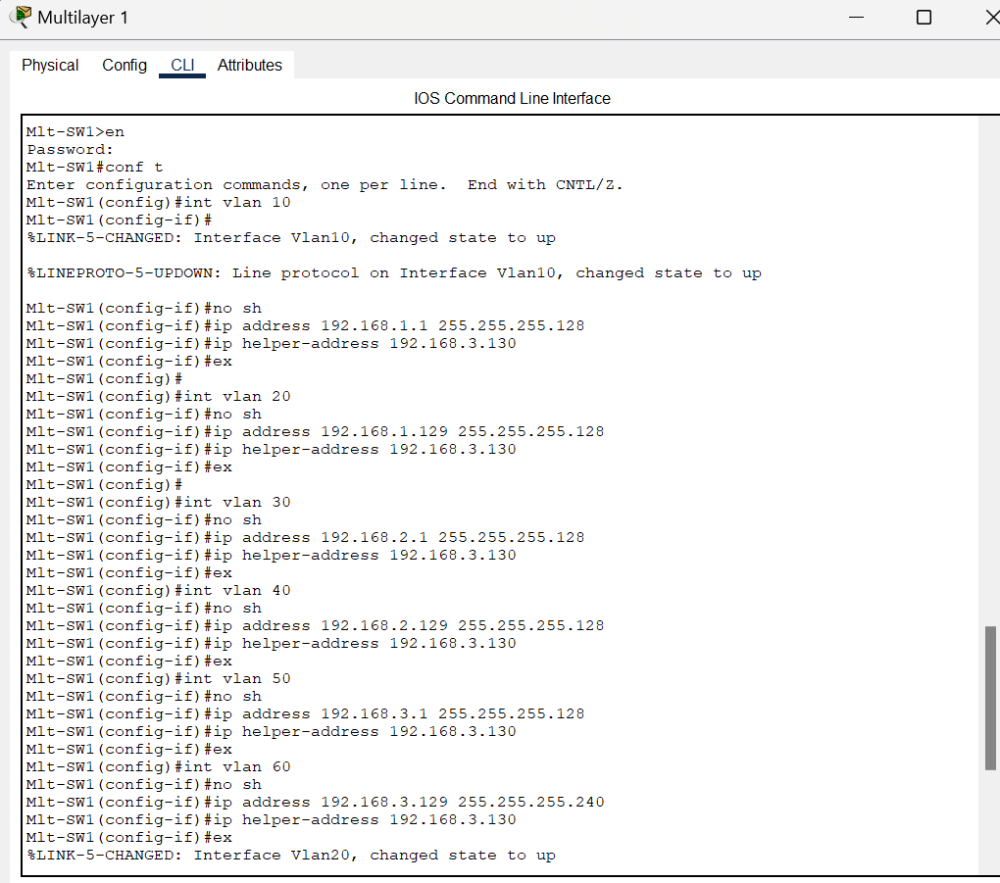 Multilayer 1
Physical Config CLI Attributes
IOS Command Line Interface
Mlt-SW1>en
Password:
Mlt-SW1#conf t
Enter configuration commands, one per line.  End with CNTL/Z.
Mlt-SW1(config)#int vlan 10
Mlt-SW1(config-if)#
%LINK-5-CHANGED: Interface Vlan10, changed state to up
%LINEPROTO-5-UPDOWN: Line protocol on Interface Vlan10, changed state to up
Mlt-SW1(config-if)#no sh
Mlt-SW1(config-if)#ip address 192.168.1.1 255.255.255.128
Mlt-SW1(config-if)#ip helper-address 192.168.3.130
Mlt-SW1(config-if)#ex
Mlt-SW1(config)#
Mlt-SW1(config)#int vlan 20
Mlt-SW1(config-if)#no sh
Mlt-SW1(config-if)#ip address 192.168.1.129 255.255.255.128
Mlt-SW1(config-if)#ip helper-address 192.168.3.130
Mlt-SW1(config-if)#ex
Mlt-SW1(config)#
Mlt-SW1(config)#int vlan 30
Mlt-SW1(config-if)#no sh
Mlt-SW1(config-if)#ip address 192.168.2.1 255.255.255.128
Mlt-SW1(config-if)#ip helper-address 192.168.3.130
Mlt-SW1(config-if)#ex
Mlt-SW1(config)#int vlan 40
Mlt-SW1(config-if)#no sh
Mlt-SW1(config-if)#ip address 192.168.2.129 255.255.255.128
Mlt-SW1(config-if)#ip helper-address 192.168.3.130
Mlt-SW1(config-if)#ex
Mlt-SW1(config)#int vlan 50
Mlt-SW1(config-if)#no sh
Mlt-SW1(config-if)#ip address 192.168.3.1 255.255.255.128
Mlt-SW1(config-if)#ip helper-address 192.168.3.130
Mlt-SW1(config-if)#ex
Mlt-SW1(config)#int vlan 60
Mlt-SW1(config-if)#no sh
Mlt-SW1(config-if)#ip address 192.168.3.129 255.255.255.240
Mlt-SW1(config-if)#ip helper-address 192.168.3.130
Mlt-SW1(config-if)#ex
%LINK-5-CHANGED: Interface Vlan20, changed state to up